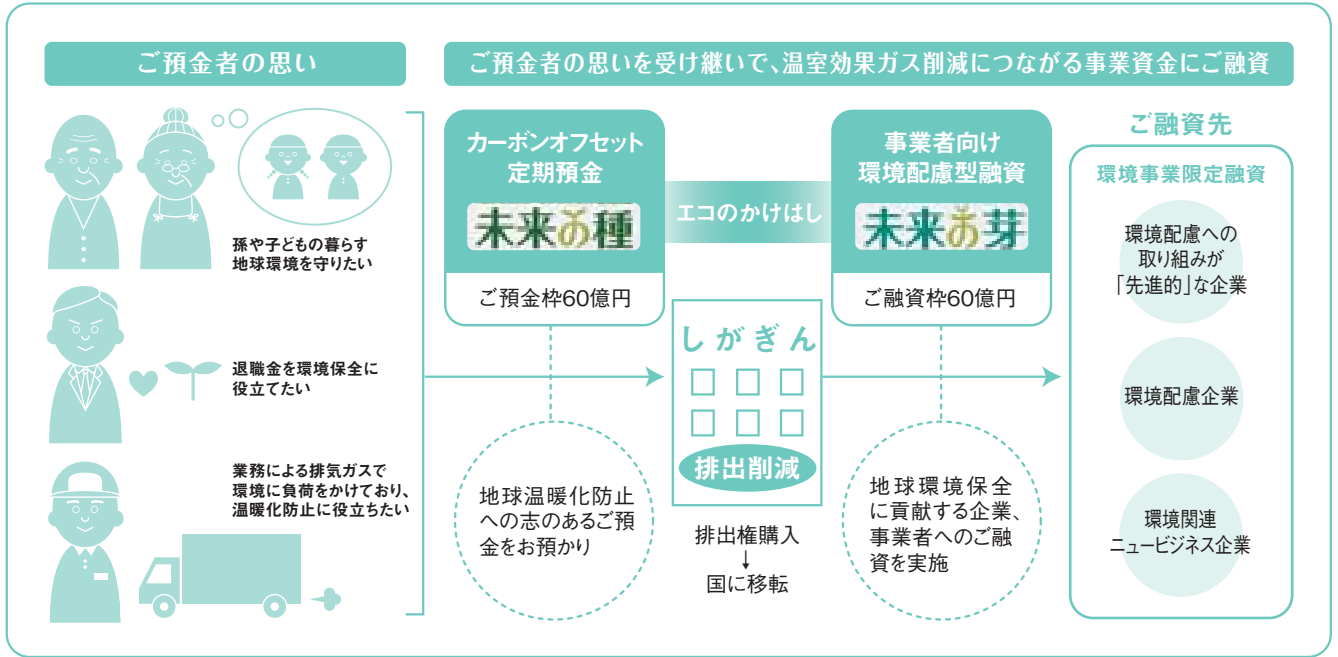 ご預金者の思い
孫や子どもの暮らす
地球環境を守りたい
退職金を環境保全に
役立てたい
業務による排気ガスで
環境に負荷をかけており、
温暖化防止に役立ちたい
ご預金者の思いを受け継いで、温室効果ガス削減につながる事業資金にご融資
カーボンオフセット
定期預金
未来の種
ご預金枠60億円
地球温暖化防止
への志のあるご預
金をお預かり
エコのかけはし
しがぎん
排出削減
排出権購入
↓
国に移転
事業者向け
環境配慮型融資
未来の芽
ご融資枠60億円
地球環境保全
に貢献する企業、
事業者へのご融
資を実施
ご融資先
環境事業限定融資
環境配慮への
取り組みが
「先進的」な企業
環境配慮企業
環境関連
ニュービジネス企業